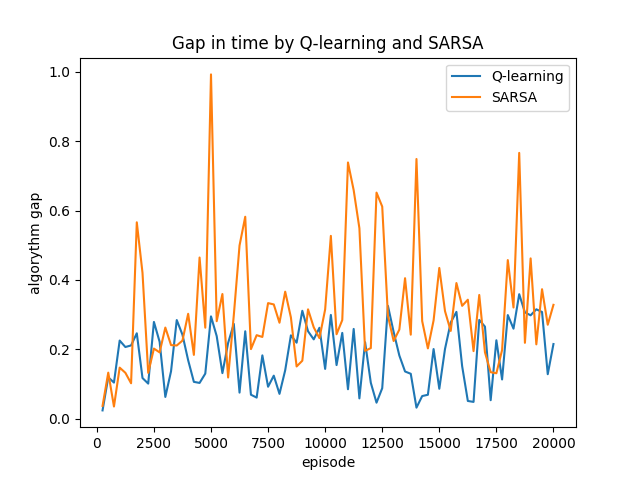 Gap in time by Q-learning and SARSA
Q-learning
SARSA
1.0
0.8
0.6
0.4
0.2
0.0
algorythm gap
0 2500 5000 7500 10000 12500 15000 17500 20000
episode